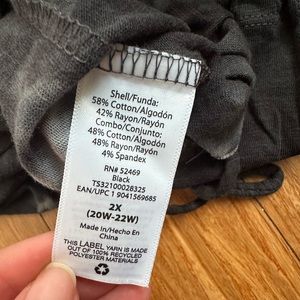 Shell/Funda:
58% Cotton/Algodón
42% Rayon/Rayón
Combo/Conjunto:
48% Cotton/Algodón
48% Rayon/Rayón
4% Spandex
RN# 52469
Black
TS32100028325
EAN/UPC 1 9041569685
2X
(20W-22W)
Made in/Hecho En
China
THIS LABEL YARN IS MADE
OUT OF 100% RECYCLED
POLYESTER MATERIALS